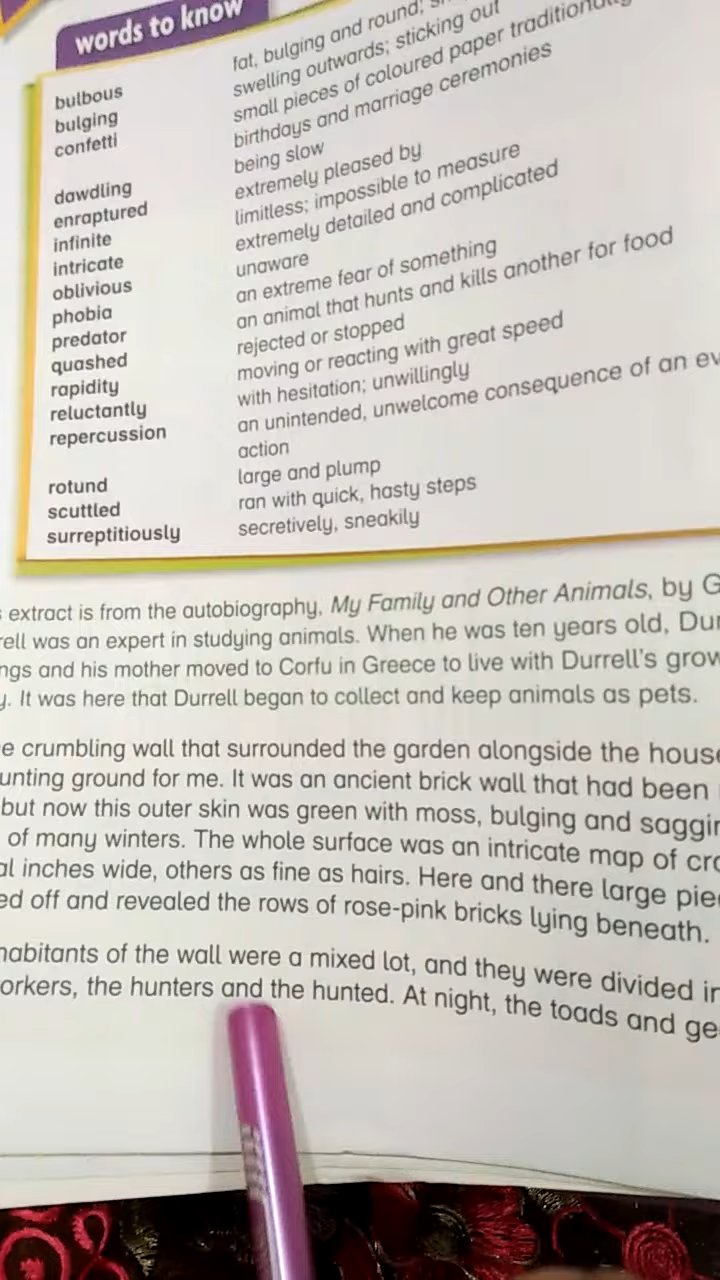 words to know
bulbous fat, bulging and round;
bulging swelling outwards; sticking out
confetti small pieces of coloured paper
birthdays and marriage ceremonies
dawdling being slow
enraptured extremely pleased by
infinite limitless; impossible to measure
intricate extremely detailed and complicated
oblivious unaware
phobia an extreme fear of something
predator an animal that hunts and kills another for food
quashed rejected or stopped
rapidity moving or reacting with great speed
reluctantly with hesitation; unwillingly
repercussion an unintended, unwelcome consequence of an ev
action
rotund large and plump
scuttled ran with quick, hasty steps
surreptitiously secretively, sneakily
s extract is from the autobiography, My Family and Other Animals, by G
rell was an expert in studying animals. When he was ten years old, Dur
ngs and his mother moved to Corfu in Greece to live with Durrell's grow
y. It was here that Durrell began to collect and keep animals as pets.
e crumbling wall that surrounded the garden alongside the house
unting ground for me. It was an ancient brick wall that had been
but now this outer skin was green with moss, bulging and saggin
of many winters. The whole surface was an intricate map of cra
al inches wide, others as fine as hairs. Here and there large piec
ed off and revealed the rows of rose-pink bricks lying beneath.
habitants of the wall were a mixed lot, and they were divided in
orkers, the hunters and the hunted. At night, the toads and ge